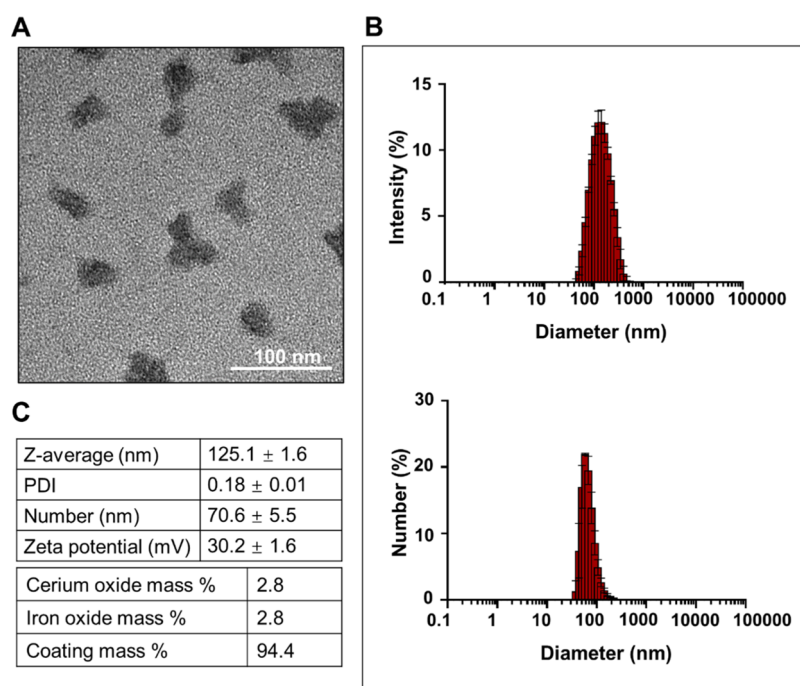 A
100 nm
B
15
10
5
0
Intensity (%)
0.1 1 10 100 1000 10000 100000
Diameter (nm)
30
20
10
0
Number (%)
0.1 1 10 100 1000 10000 100000
Diameter (nm)
C
Z-average (nm) 125.1 ± 1.6
PDI 0.18 ± 0.01
Number (nm) 70.6 ± 5.5
Zeta potential (mV) 30.2 ± 1.6
Cerium oxide mass % 2.8
Iron oxide mass % 2.8
Coating mass % 94.4